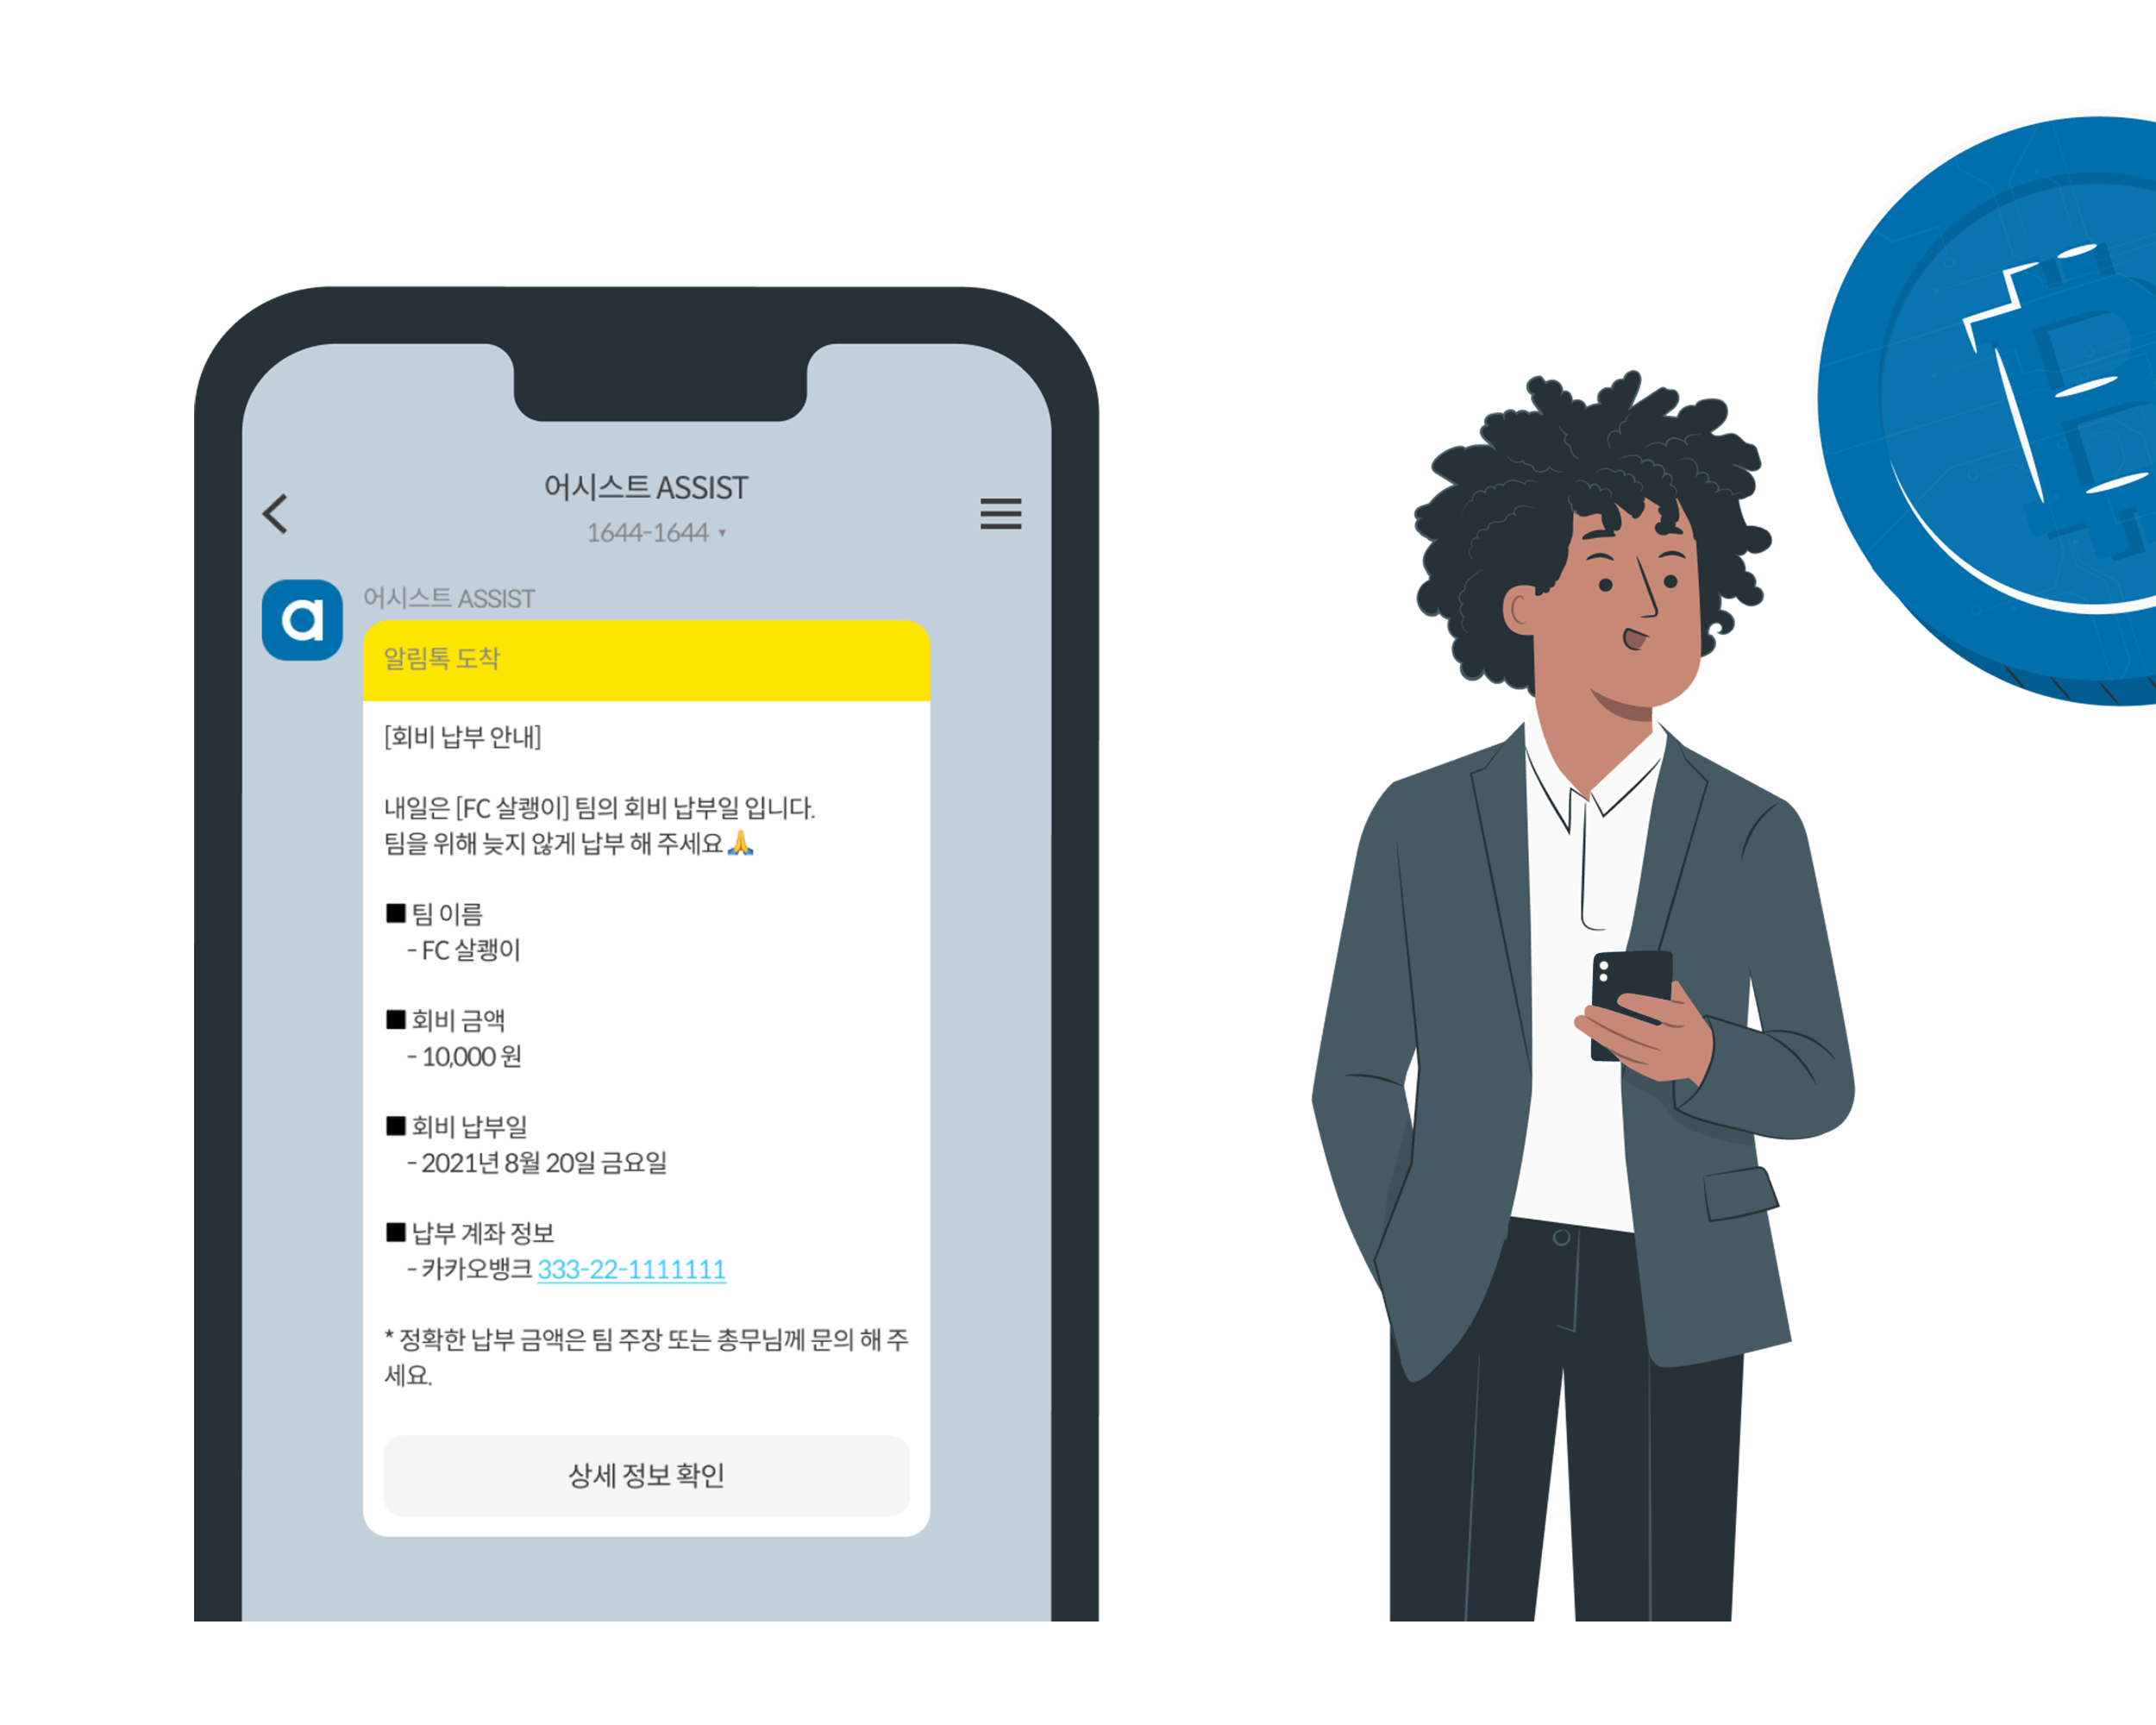 어시스트 ASSIST
1644-1644 ▾
a
어시스트 ASSIST
알림톡 도착
[회비 납부 안내]
내일은 [FC 살쾡이] 팀의 회비 납부일 입니다.
팀을 위해 늦지 않게 납부 해 주세요🙏
■ 팀 이름
- FC 살쾡이
■ 회비 금액
- 10,000 원
■ 회비 납부일
- 2021년 8월 20일 금요일
■ 납부 계좌 정보
- 카카오뱅크 333-22-1111111
* 정확한 납부 금액은 팀 주장 또는 총무님께 문의 해 주
세요.
상세 정보 확인